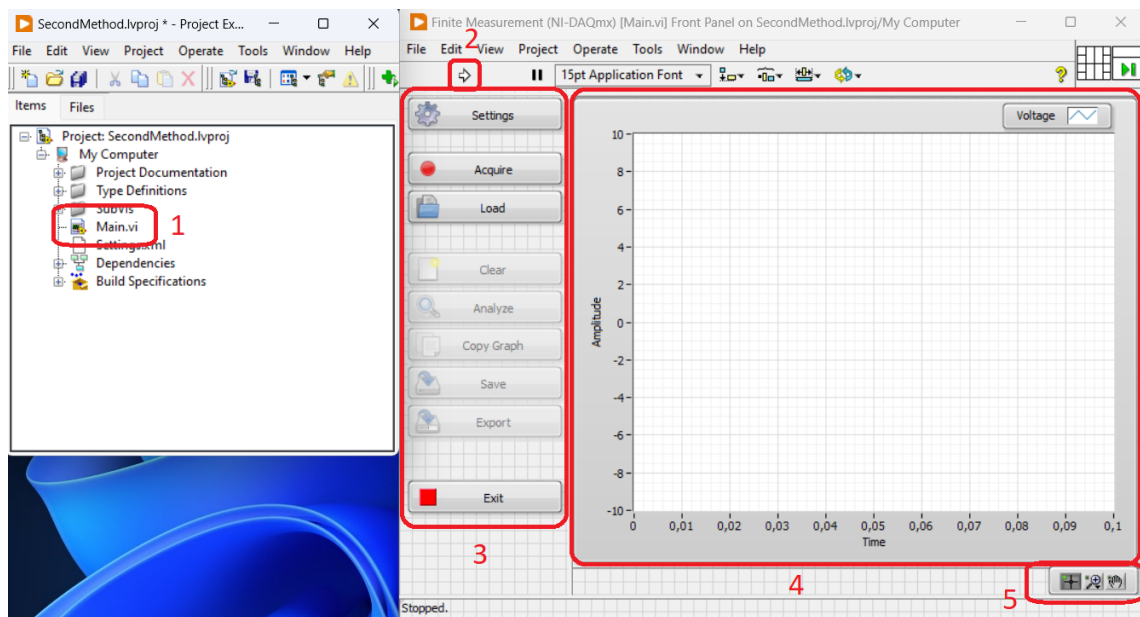 SecondMethod.lvproj * - Project Ex...
File Edit View Project Operate Tools Window Help
Items Files
Project: SecondMethod.lvproj
My Computer
Project Documentation
Type Definitions
SubVIs
Main.vi
1
Settings.xml
Dependencies
Build Specifications
Finite Measurement (NI-DAQmx) [Main.vi] Front Panel on SecondMethod.lvproj/My Computer
File Edit View Project Operate Tools Window Help
2
15pt Application Font
Settings
Acquire
Load
Clear
Analyze
Copy Graph
Save
Export
Exit
3
Voltage
Amplitude
10
8
6
4
2
0
-2
-4
-6
-8
-10
0 0,01 0,02 0,03 0,04 0,05 0,06 0,07 0,08 0,09 0,1
Time
4
5
Stopped.